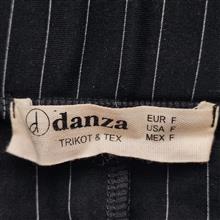 d danza
TRIKOT & TEX
EUR F
USA F
MEX F